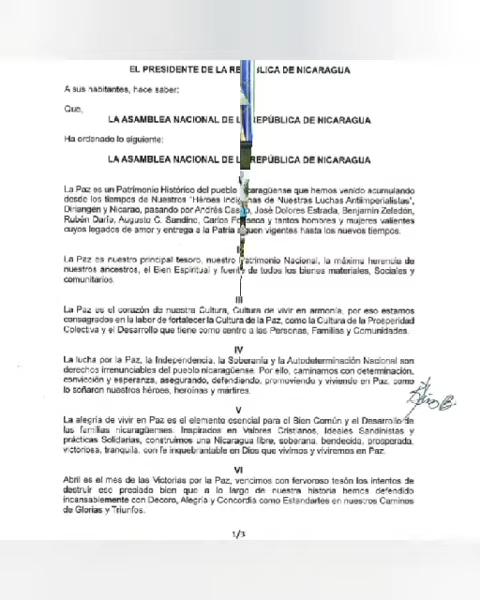 EL PRESIDENTE DE LA RE ICA DE NICARAGUA
A sus habitantes, hace saber:
Que,
LA ASAMBLEA NACIONAL DE L REPÚBLICA DE NICARAGUA
Ha ordenado lo siguiente:
LA ASAMBLEA NACIONAL DE L REPÚBLICA DE NICARAGUA
La Paz es un Patrimonio Histórico del pueblo nicaragüense que hemos venido acumulando
desde los tiempos de Nuestros "Héroes Indígenas de Nuestras Luchas Antiimperialistas",
Diriangén y Nicarao, pasando por Andrés Castro, José Dolores Estrada, Benjamín Zeledón,
Rubén Darío, Augusto C. Sandino, Carlos Fonseca y tantos hombres y mujeres valientes
cuyos legados de amor y entrega a la Patria siguen vigentes hasta los nuevos tiempos.
La Paz es nuestro principal tesoro, nuestro Patrimonio Nacional, la máxima herencia de
nuestros ancestros, el Bien Espiritual y fuente de todos los bienes materiales, Sociales y
comunitarios.
III
La Paz es el corazón de nuestra Cultura, Cultura de vivir en armonía, por eso estamos
consagrados en la labor de fortalecer la Cultura de la Paz, como la Cultura de la Prosperidad
Colectiva y el Desarrollo que tiene como centro a las Personas, Familias y Comunidades.
IV
La lucha por la Paz, la Independencia, la Soberanía y la Autodeterminación Nacional son
derechos irrenunciables del pueblo nicaragüense. Por ello, caminamos con determinación,
convicción y esperanza, asegurando, defendiendo, promoviendo y viviendo en Paz, como
lo soñaron nuestros héroes, heroínas y mártires.
V
La alegría de vivir en Paz es el elemento esencial para el Bien Común y el Desarrollo de
las familias nicaragüenses. Inspirados en Valores Cristianos, Ideales Sandinistas y
prácticas Solidarias, construimos una Nicaragua libre, soberana, bendecida, prosperada,
victoriosa, tranquila, con fe inquebrantable en Dios que vivimos y viviremos en Paz.
VI
Abril es el mes de las Victorias por la Paz, vencimos con fervoroso tesón los intentos de
destruir ese preciado bien que a lo largo de nuestra historia hemos defendido
incansablemente con Decoro, Alegría y Concordia como Estandartes en nuestros Caminos
de Glorias y Triunfos.
1/3